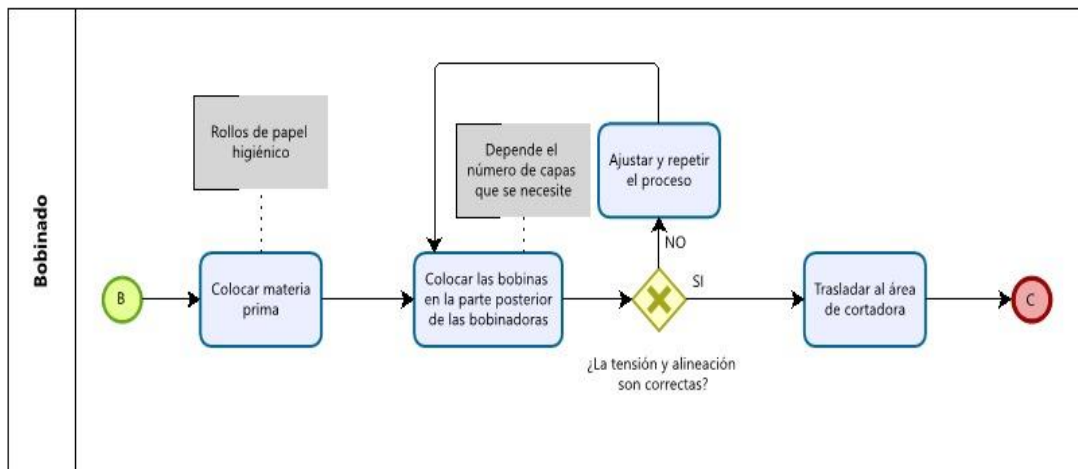 Bobinado
B
Rollos de papel
higiénico
Colocar materia
prima
Depende el
número de capas
que se necesite
Colocar las bobinas
en la parte posterior
de las bobinadoras
Ajustar y repetir
el proceso
NO
SI
¿La tensión y alineación
son correctas?
Trasladar al área
de cortadora
C